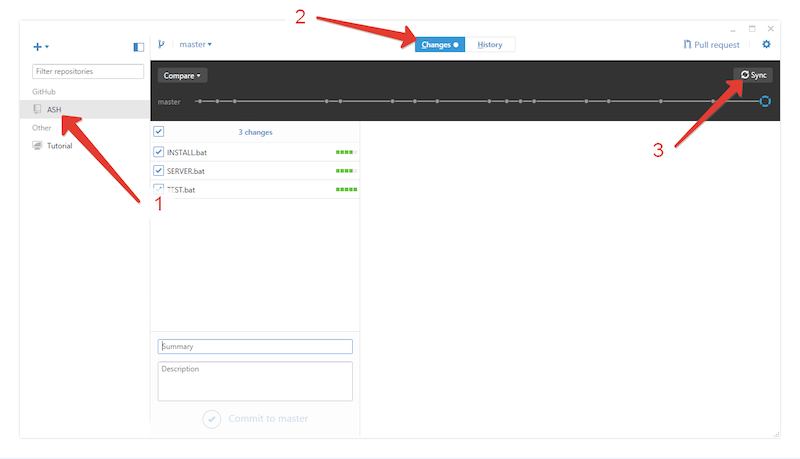 2
master
Changes
History
Pull request
Filter repositories
GitHub
ASH
Other
Tutorial
Compare
Sync
master
3 changes
INSTALL.bat
SERVER.bat
TEST.bat
1
3
Summary
Description
Commit to master